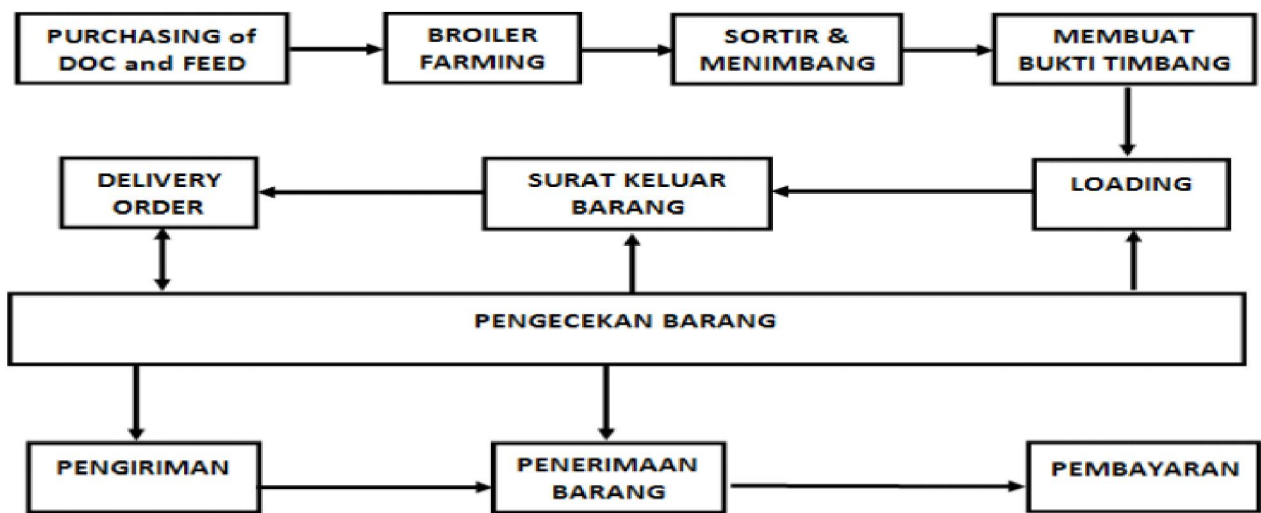 PURCHASING of
DOC and FEED
BROILER
FARMING
SORTIR &
MENIMBANG
MEMBUAT
BUKTI TIMBANG
DELIVERY
ORDER
SURAT KELUAR
BARANG
LOADING
PENGECEKAN BARANG
PENGIRIMAN
PENERIMAAN
BARANG
PEMBAYARAN